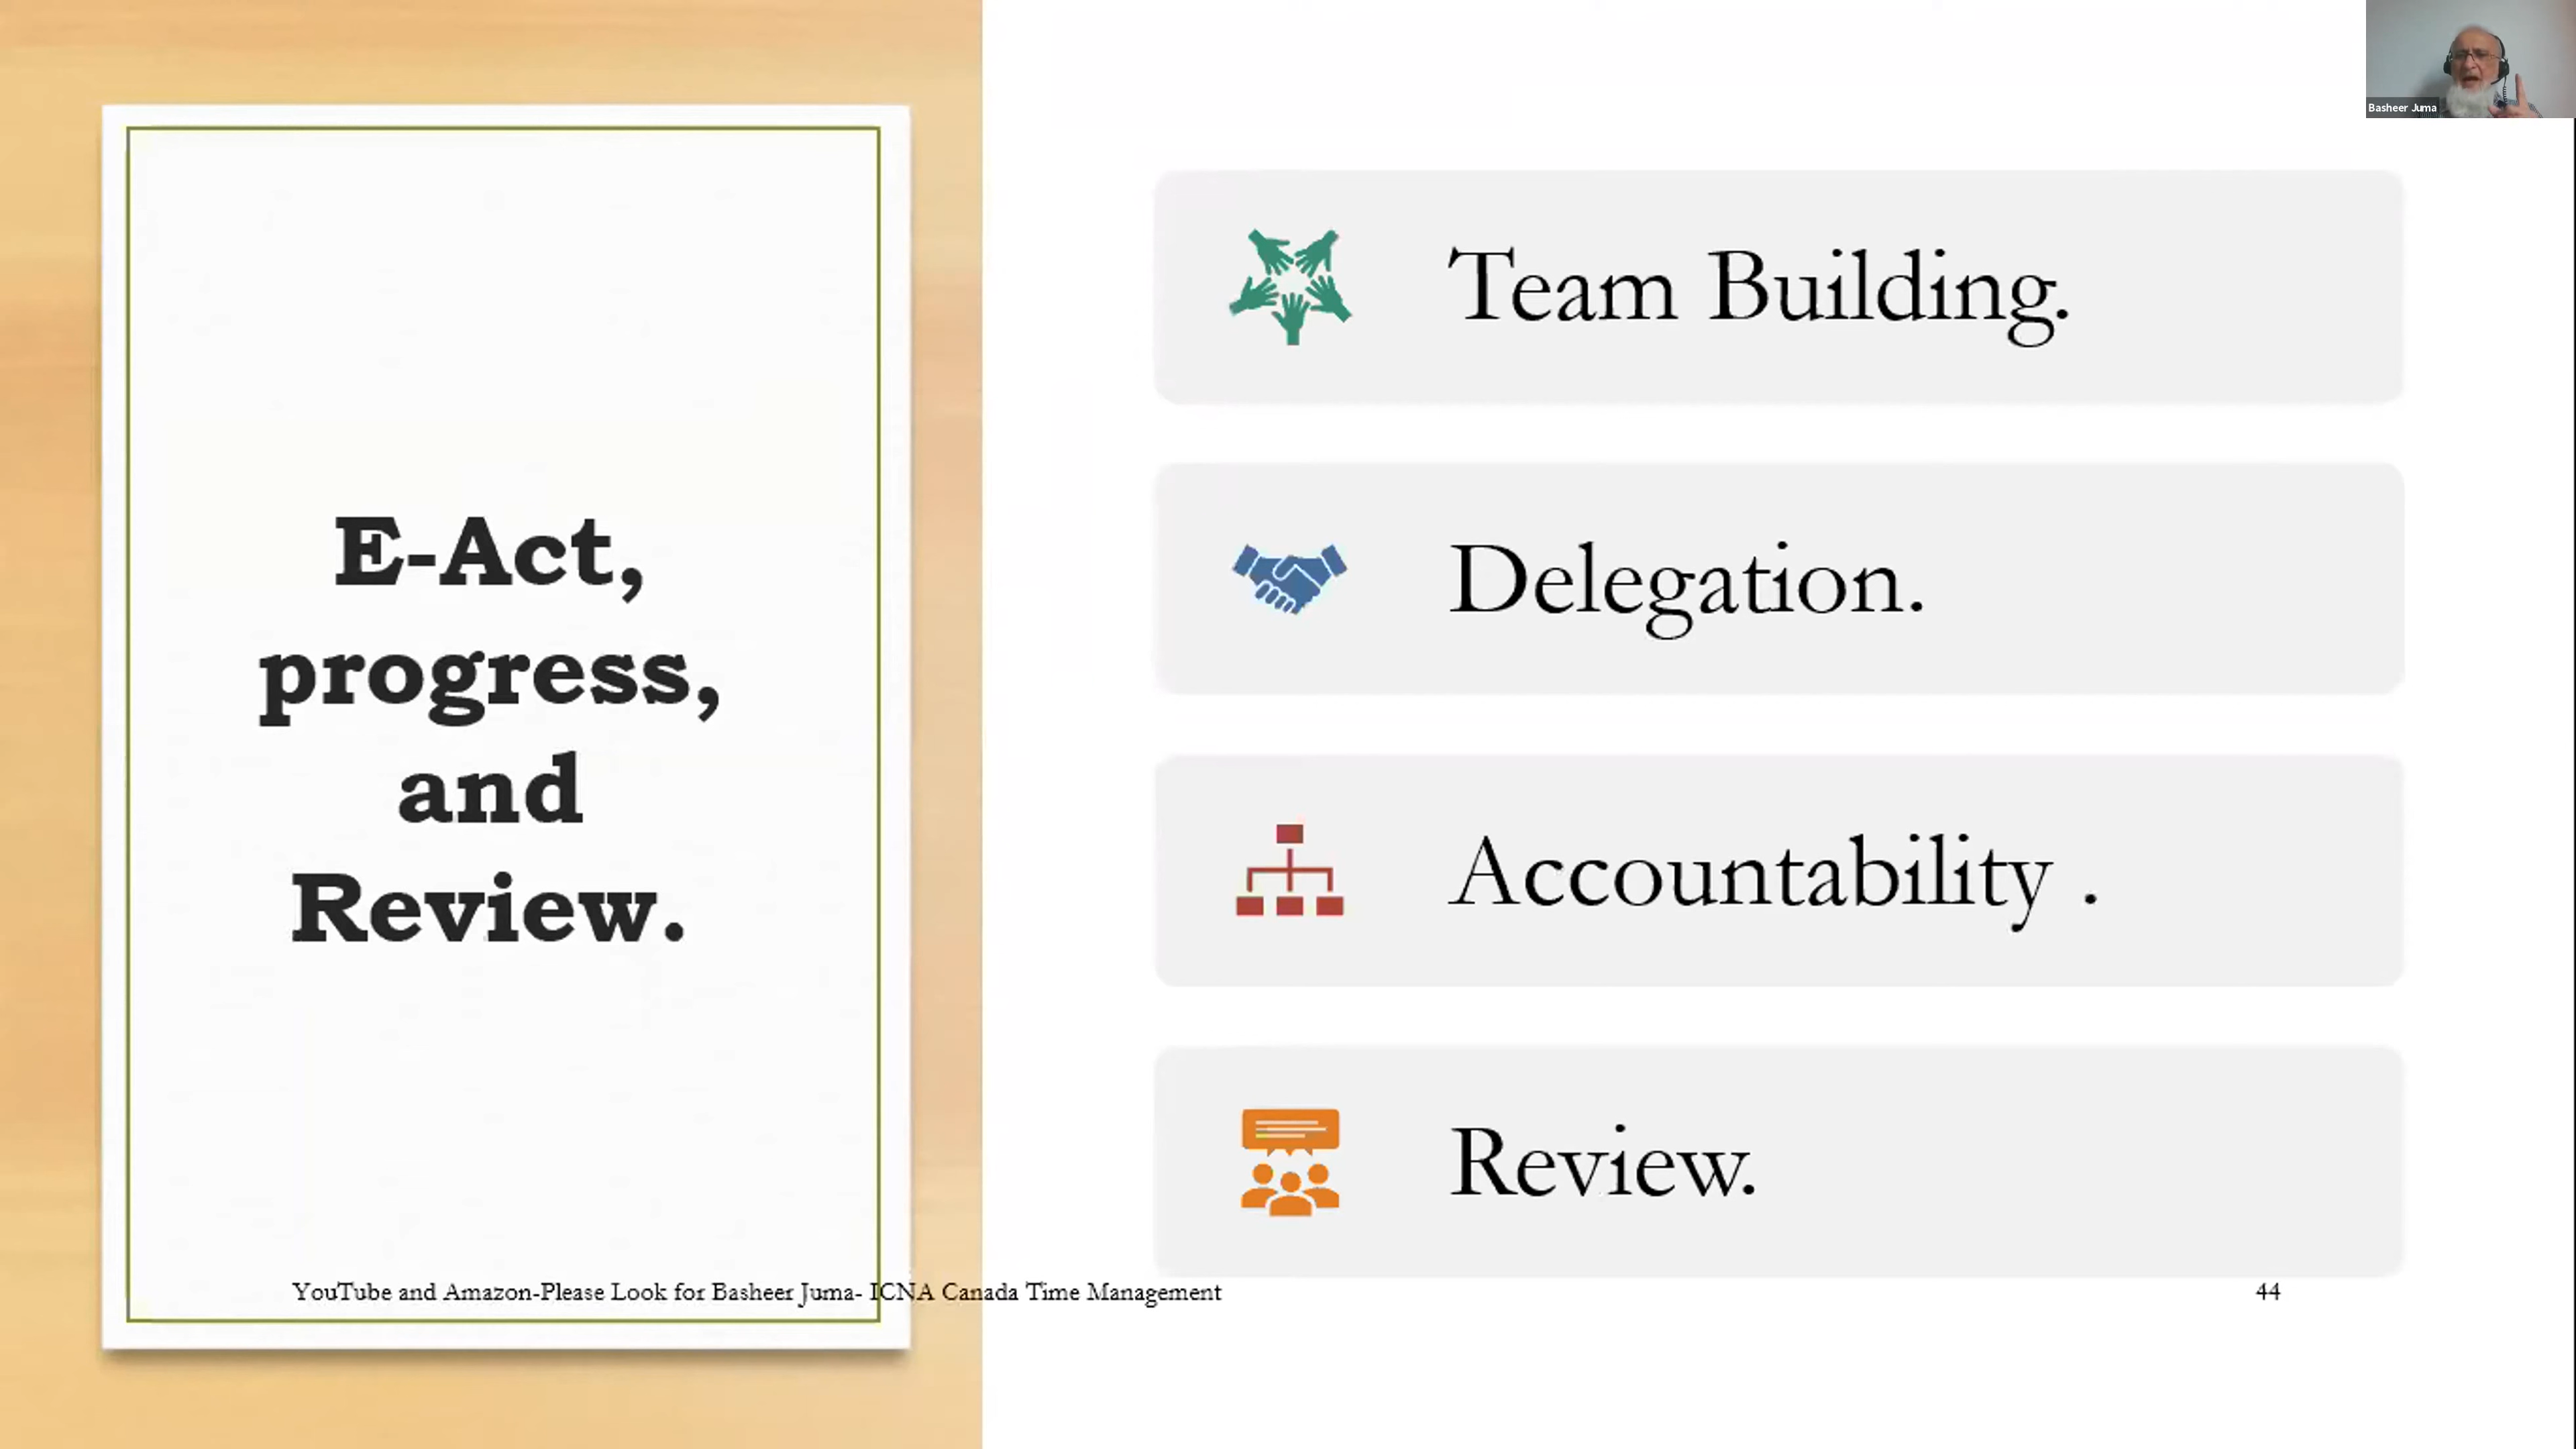 Basheer Juma
E-Act,
progress,
and
Review.
Team Building.
Delegation.
Accountability .
Review.
YouTube and Amazon-Please Look for Basheer Juma- ICNA Canada Time Management
44